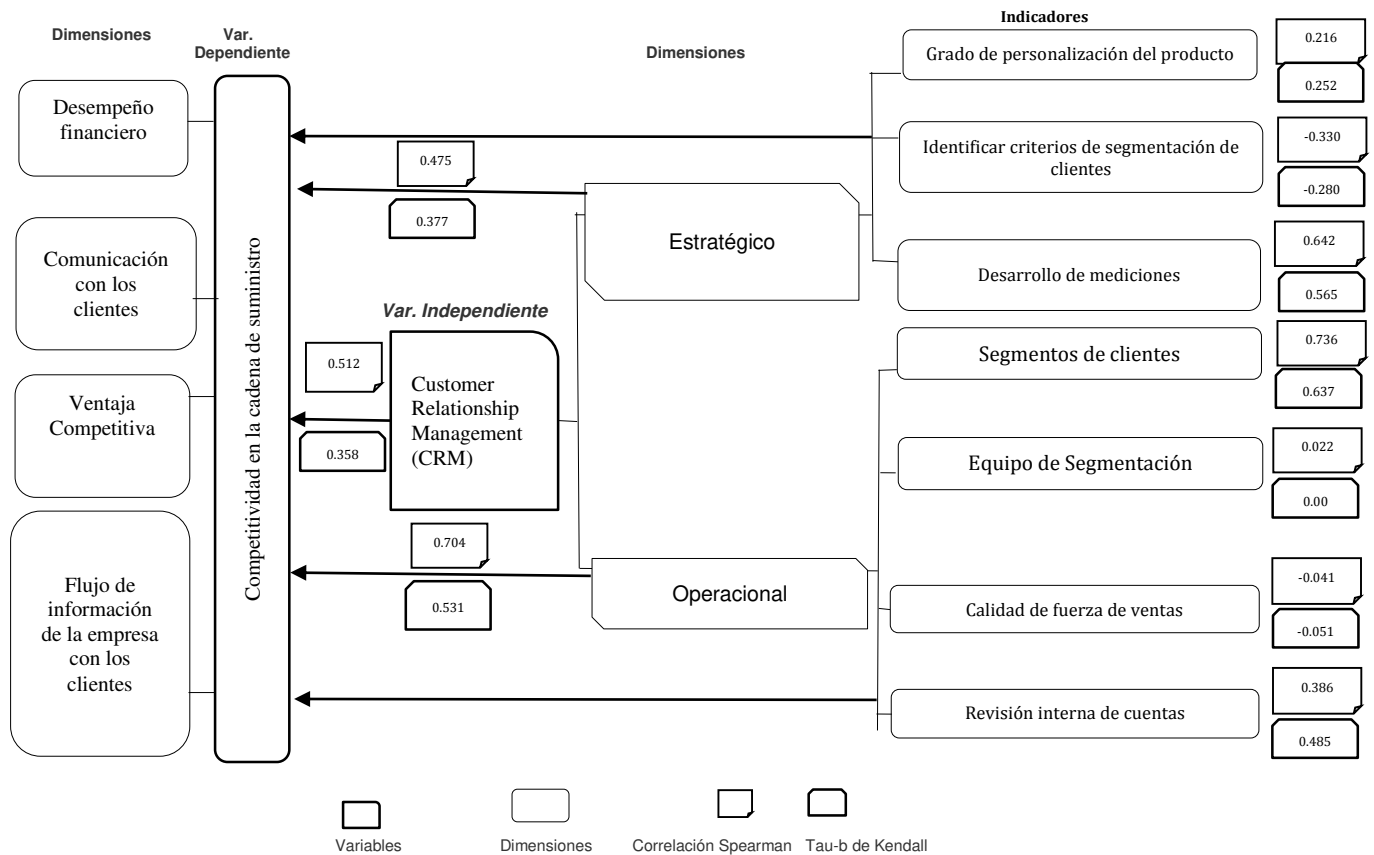 Dimensiones
Var.
Dependiente
Dimensiones
Indicadores
Desempeño
financiero
Comunicación
con los
clientes
Ventaja
Competitiva
Flujo de
información
de la empresa
con los
clientes
Competitividad en la cadena de suministro
0.475
0.377
Var. Independiente
0.512
0.358
Customer
Relationship
Management
(CRM)
0.704
0.531
Estratégico
Operacional
Grado de personalización del producto
0.216
0.252
Identificar criterios de segmentación de
clientes
-0.330
-0.280
Desarrollo de mediciones
0.642
0.565
Segmentos de clientes
0.736
0.637
Equipo de Segmentación
0.022
0.00
Calidad de fuerza de ventas
-0.041
-0.051
Revisión interna de cuentas
0.386
0.485
Variables
Dimensiones
Correlación Spearman
Tau-b de Kendall